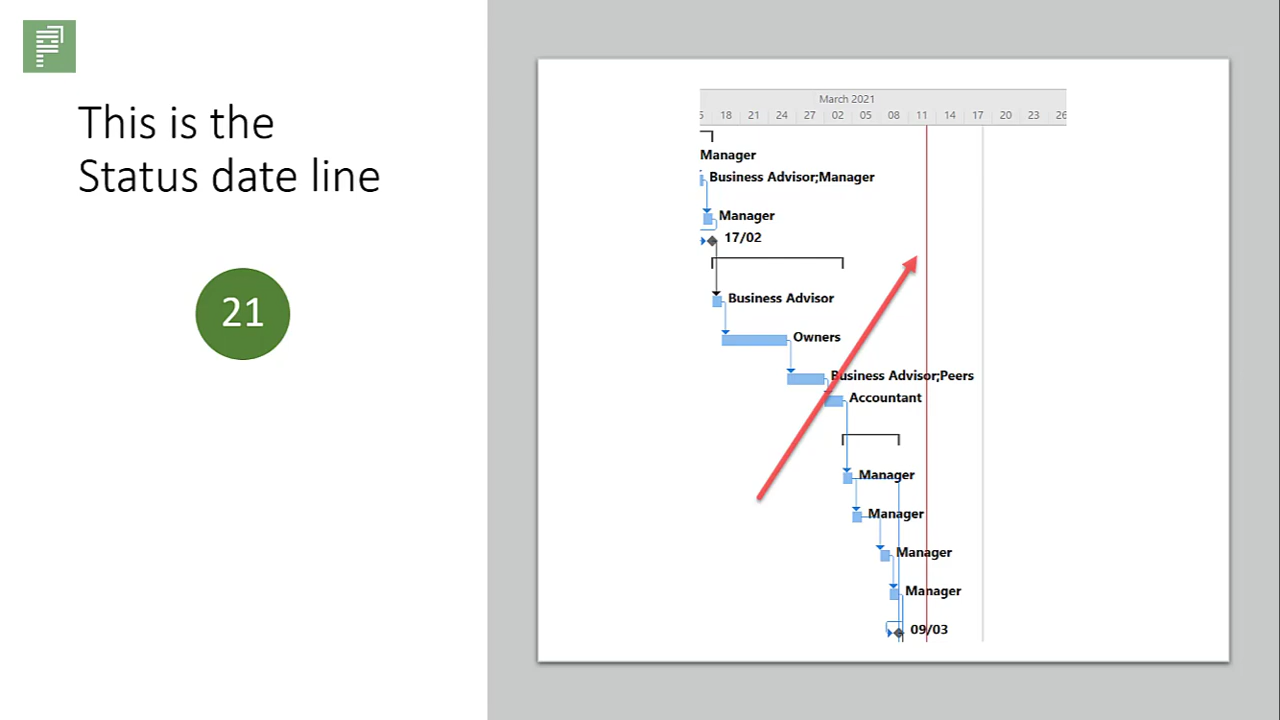 This is the
Status date line
21
March 2021
18 21 24 27 02 05 08 11 14 17 20 23 26
Manager
Business Advisor;Manager
Manager
17/02
Business Advisor
Owners
Business Advisor;Peers
Accountant
Manager
Manager
Manager
Manager
09/03